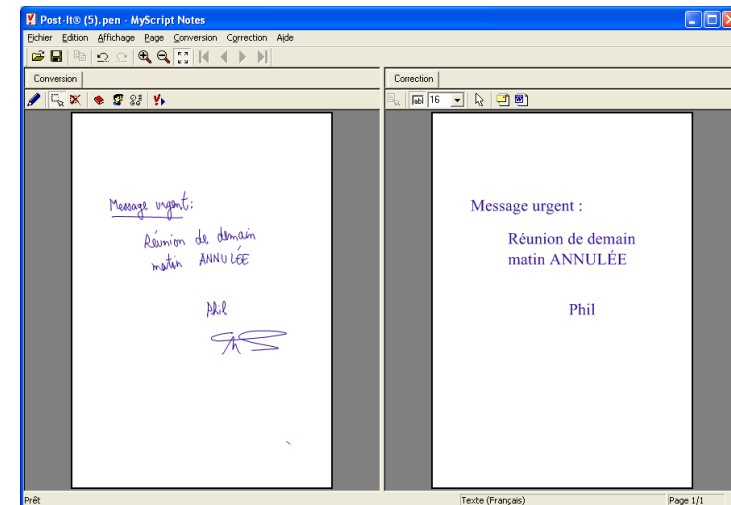 Post-It® (5).pen - MyScript Notes
Fichier Edition Affichage Page Conversion Correction Aide
Conversion
Correction
16
Message urgent:
Réunion de demain
matin ANNULÉE
Phil
Message urgent :
Réunion de demain
matin ANNULÉE
Phil
Prêt
Texte (Français)
Page 1/1